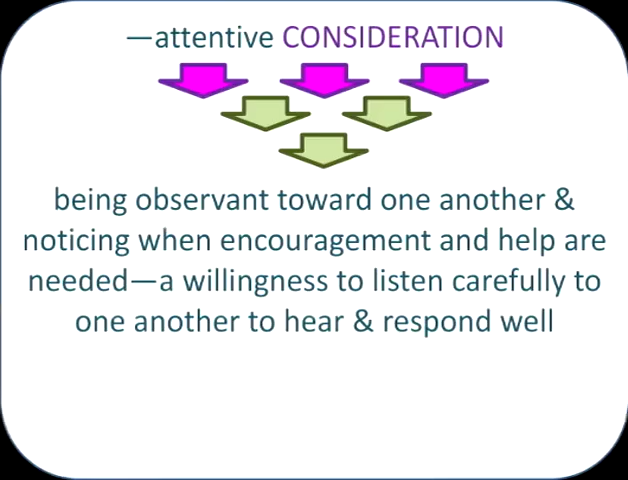 —attentive CONSIDERATION
being observant toward one another &
noticing when encouragement and help are
needed—a willingness to listen carefully to
one another to hear & respond well